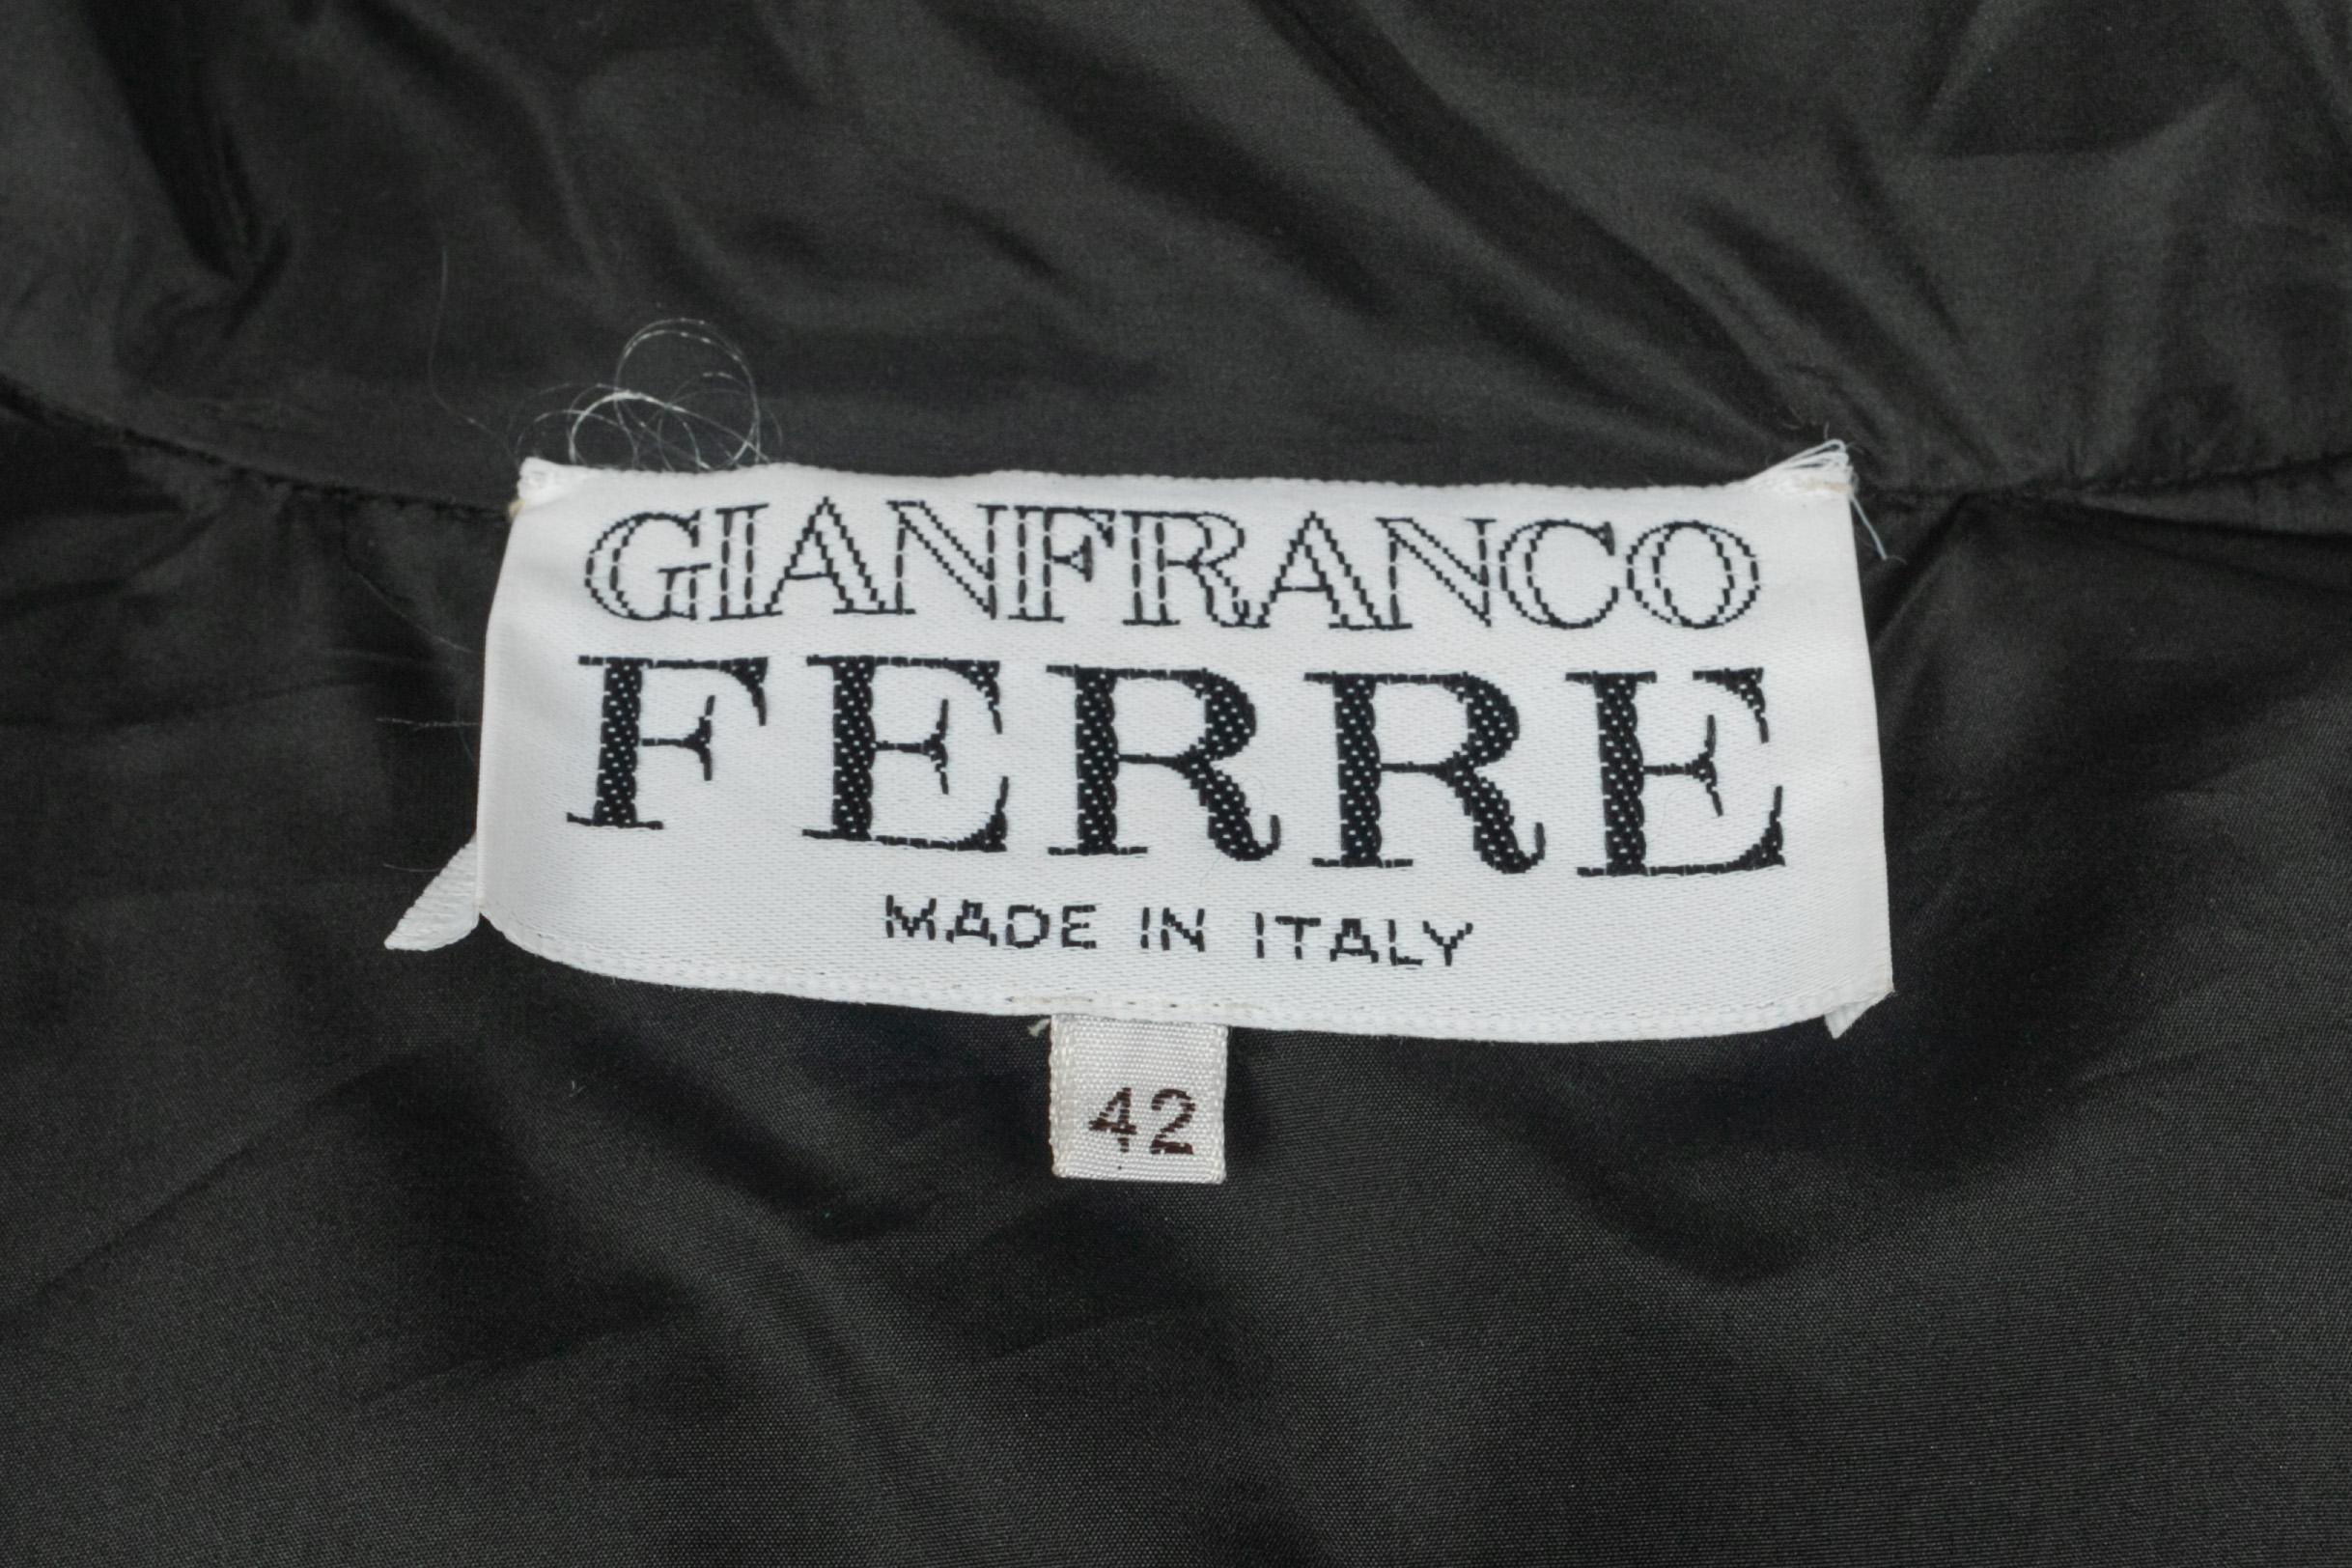 GIANFRANCO
FERRE
MADE IN ITALY
42